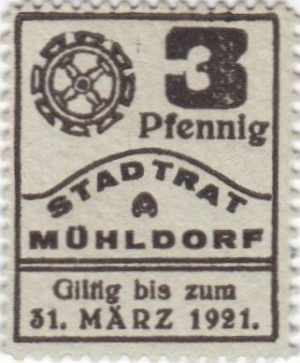 3
Pfennig
STADTRAT
MÜHLDORF
Giltig bis zum
31. MÄRZ 1921.